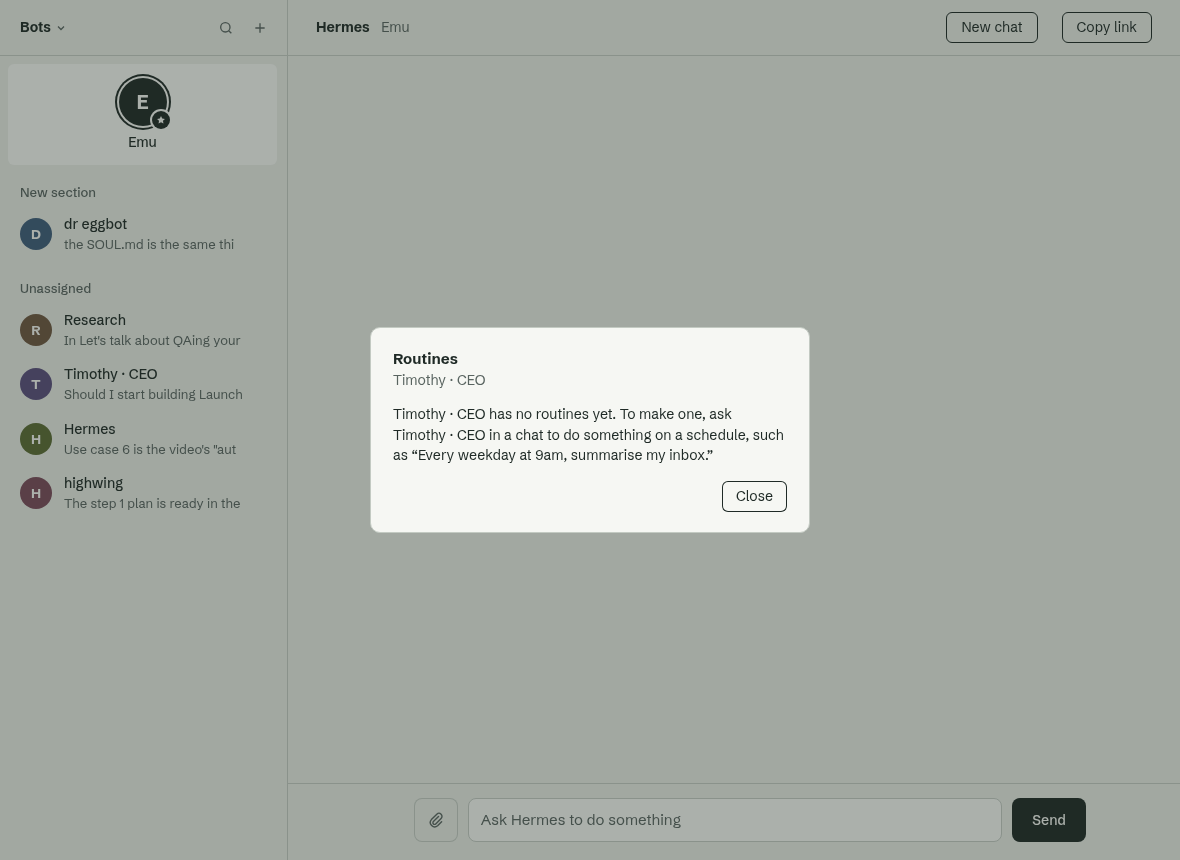 Bots
Hermes Emu
New chat
Copy link
E
Emu
New section
D
dr eggbot
the SOUL.md is the same thi
Unassigned
R
Research
In Let's talk about QAing your
T
Timothy · CEO
Should I start building Launch
H
Hermes
Use case 6 is the video's "aut
H
highwing
The step 1 plan is ready in the
Routines
Timothy · CEO
Timothy · CEO has no routines yet. To make one, ask
Timothy · CEO in a chat to do something on a schedule, such
as “Every weekday at 9am, summarise my inbox.”
Close
Ask Hermes to do something
Send